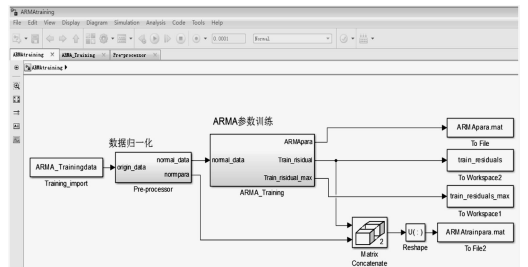 ARMAtraining
File Edit View Display Diagram Simulation Analysis Code Tools Help
0.0001 Normal
ARMAtraining × ARMA_Training × Pre-processor ×
ARMAtraining
ARMA参数训练
数据归一化
ARMApara
ARMApara.mat
To File
ARMA_Trainingdata
Training_import
origin_data
normal_data
normpara
Pre-processor
normal_data
Train_risidual
Train_risidual_max
ARMA_Training
train_residuals
To Workspace2
train_residuals_max
To Workspace1
2
Matrix
Concatenate
U( : )
Reshape
ARMAtrainpara.mat
To File2